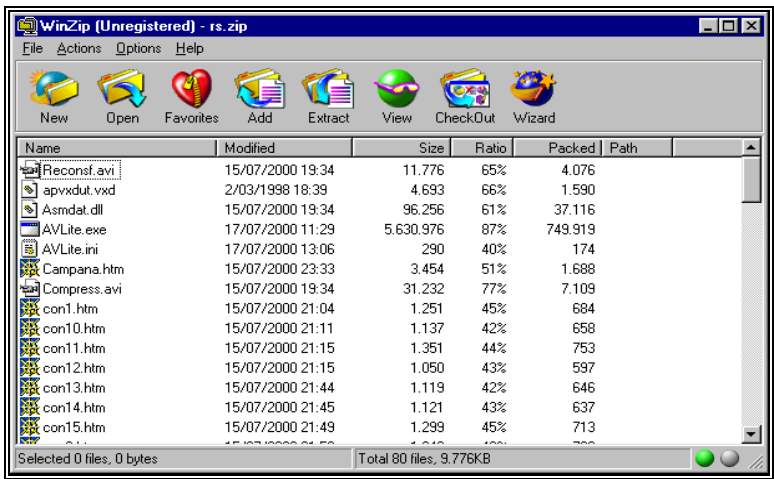 WinZip (Unregistered) - rs.zip
File Actions Options Help
New Open Favorites Add Extract View CheckOut Wizard
Name Modified Size Ratio Packed Path
Reconsf.avi 15/07/2000 19:34 11.776 65% 4.076
apvxdut.vxd 2/03/1998 18:39 4.693 66% 1.590
Asmdat.dll 15/07/2000 19:34 96.256 61% 37.116
AVLite.exe 17/07/2000 11:29 5.630.976 87% 749.919
AVLite.ini 17/07/2000 13:06 290 40% 174
Campana.htm 15/07/2000 23:33 3.454 51% 1.688
Compress.avi 15/07/2000 19:34 31.232 77% 7.109
con1.htm 15/07/2000 21:04 1.251 45% 684
con10.htm 15/07/2000 21:11 1.137 42% 658
con11.htm 15/07/2000 21:15 1.351 44% 753
con12.htm 15/07/2000 21:15 1.050 43% 597
con13.htm 15/07/2000 21:44 1.119 42% 646
con14.htm 15/07/2000 21:45 1.121 43% 637
con15.htm 15/07/2000 21:49 1.299 45% 713
Selected 0 files, 0 bytes Total 80 files, 9.776KB